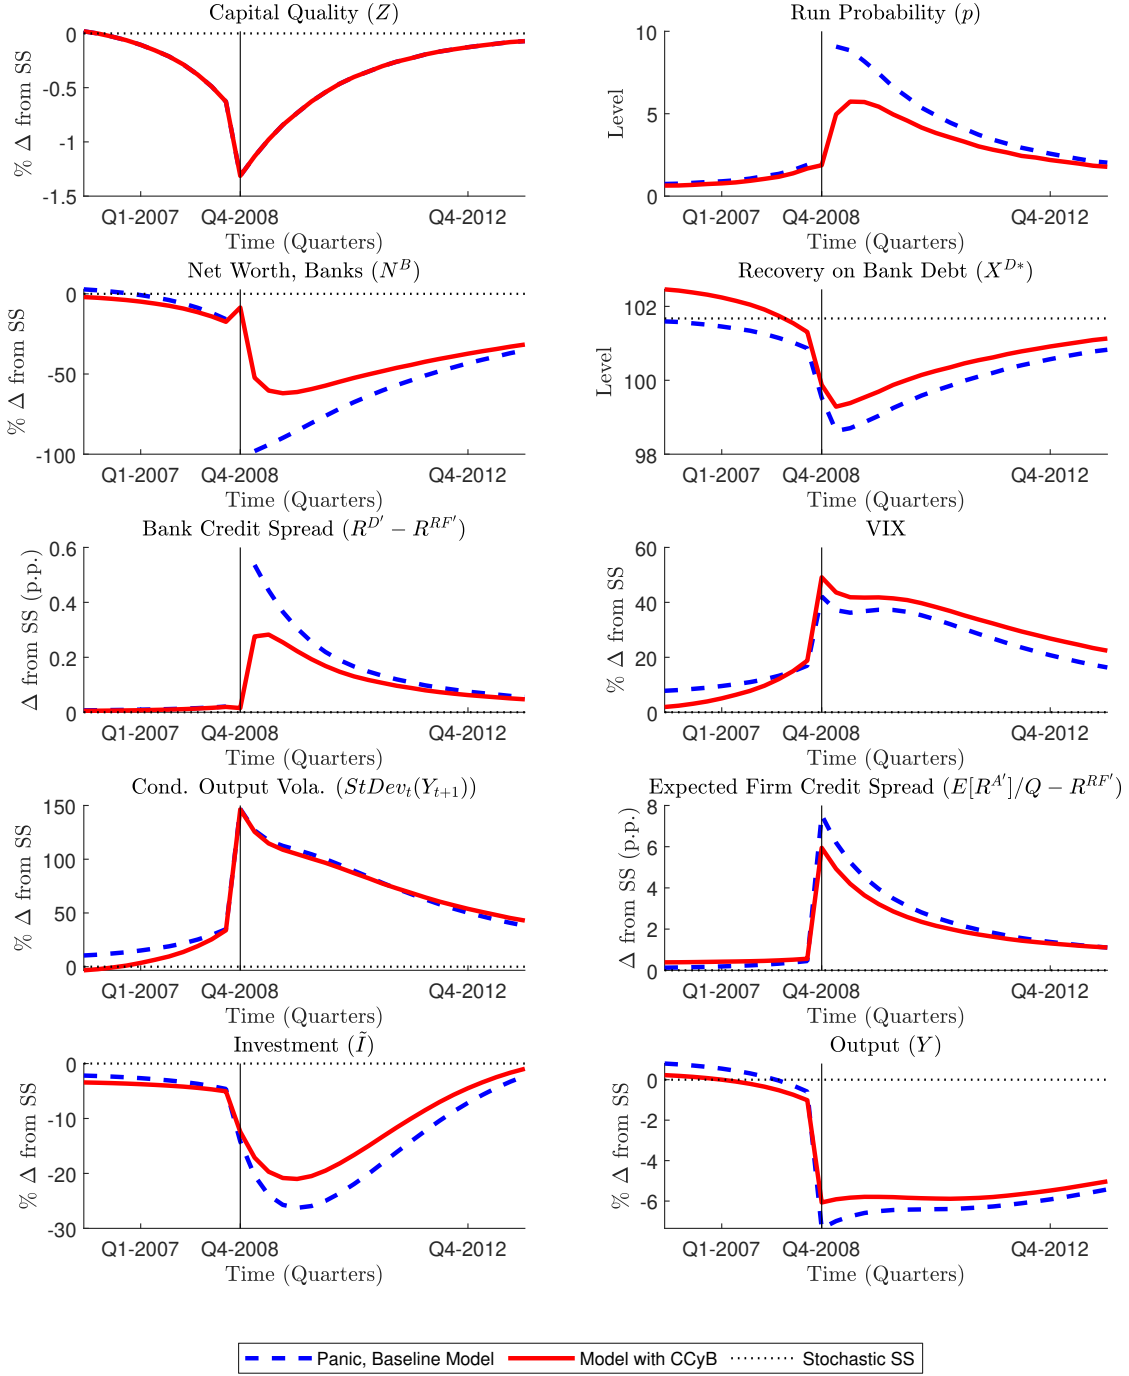 Capital Quality (Z)
% Δ from SS
0
-0.5
-1
-1.5
Q1-2007 Q4-2008 Q4-2012
Time (Quarters)
Run Probability (p)
Level
10
5
0
Q1-2007 Q4-2008 Q4-2012
Time (Quarters)
Net Worth, Banks (N^B)
% Δ from SS
0
-50
-100
Q1-2007 Q4-2008 Q4-2012
Time (Quarters)
Recovery on Bank Debt (X^{D*})
Level
102
100
98
Q1-2007 Q4-2008 Q4-2012
Time (Quarters)
Bank Credit Spread (R^{D'} − R^{RF'})
Δ from SS (p.p.)
0.6
0.4
0.2
0
Q1-2007 Q4-2008 Q4-2012
Time (Quarters)
VIX
% Δ from SS
60
40
20
0
Q1-2007 Q4-2008 Q4-2012
Time (Quarters)
Cond. Output Vola. (StDev_t(Y_{t+1}))
% Δ from SS
150
100
50
0
Q1-2007 Q4-2008 Q4-2012
Time (Quarters)
Expected Firm Credit Spread (E[R^{A'}]/Q − R^{RF'})
Δ from SS (p.p.)
8
6
4
2
0
Q1-2007 Q4-2008 Q4-2012
Time (Quarters)
Investment (Ĩ)
% Δ from SS
0
-10
-20
-30
Q1-2007 Q4-2008 Q4-2012
Time (Quarters)
Output (Y)
% Δ from SS
0
-2
-4
-6
Q1-2007 Q4-2008 Q4-2012
Time (Quarters)
Panic, Baseline Model Model with CCyB Stochastic SS